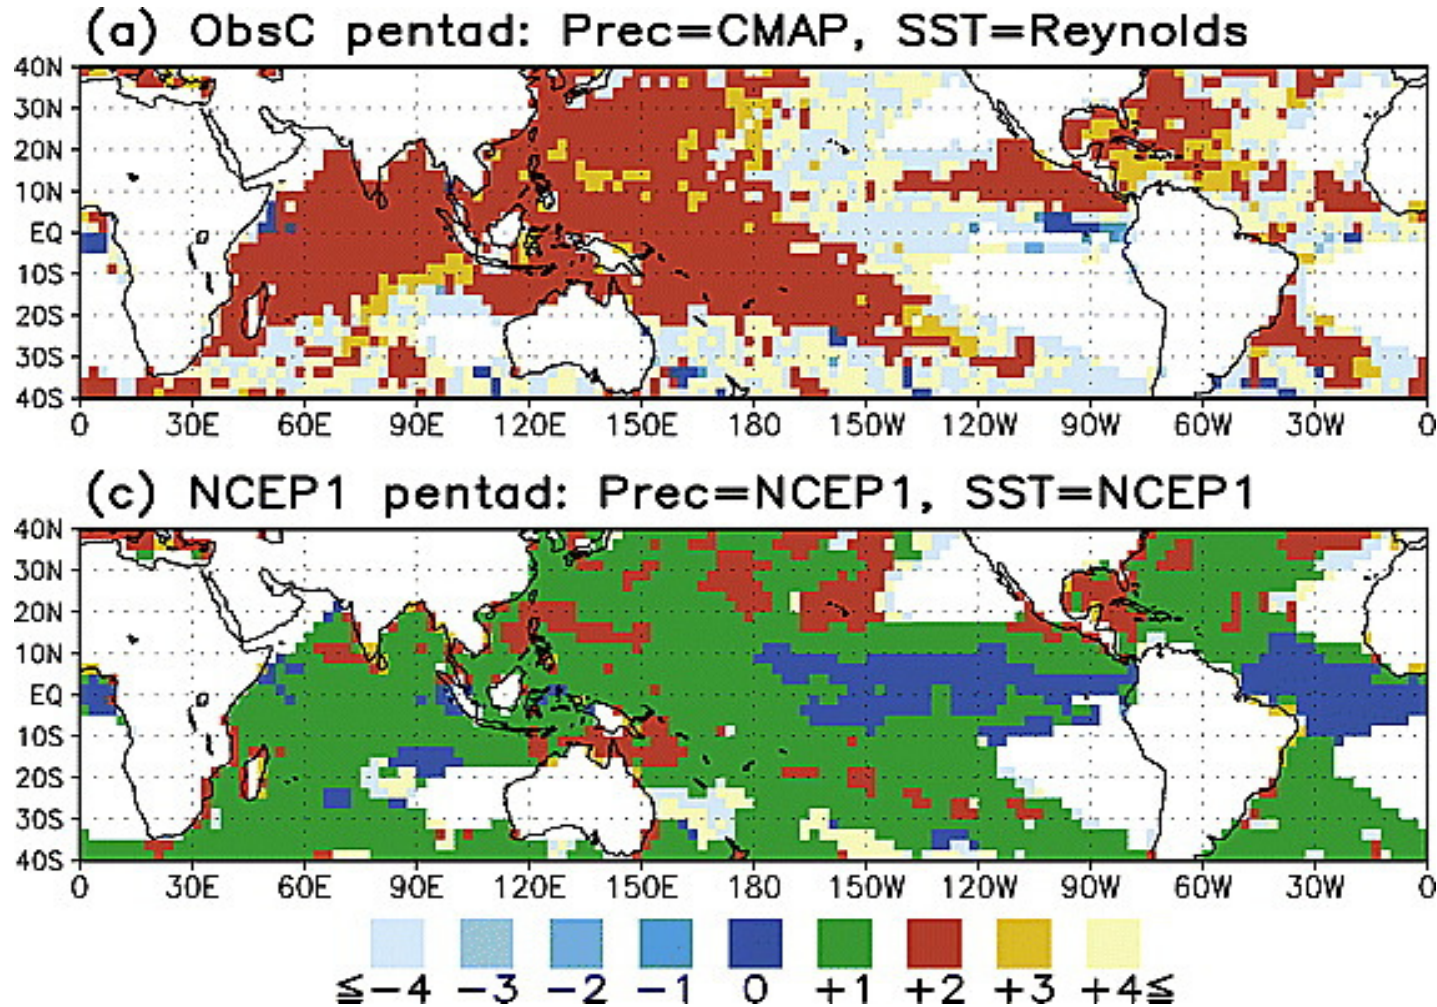 (a) ObsC pentad: Prec=CMAP, SST=Reynolds
40N
30N
20N
10N
EQ
10S
20S
30S
40S
0 30E 60E 90E 120E 150E 180 150W 120W 90W 60W 30W 0
(c) NCEP1 pentad: Prec=NCEP1, SST=NCEP1
40N
30N
20N
10N
EQ
10S
20S
30S
40S
0 30E 60E 90E 120E 150E 180 150W 120W 90W 60W 30W 0
≦−4 −3 −2 −1 0 +1 +2 +3 +4≦